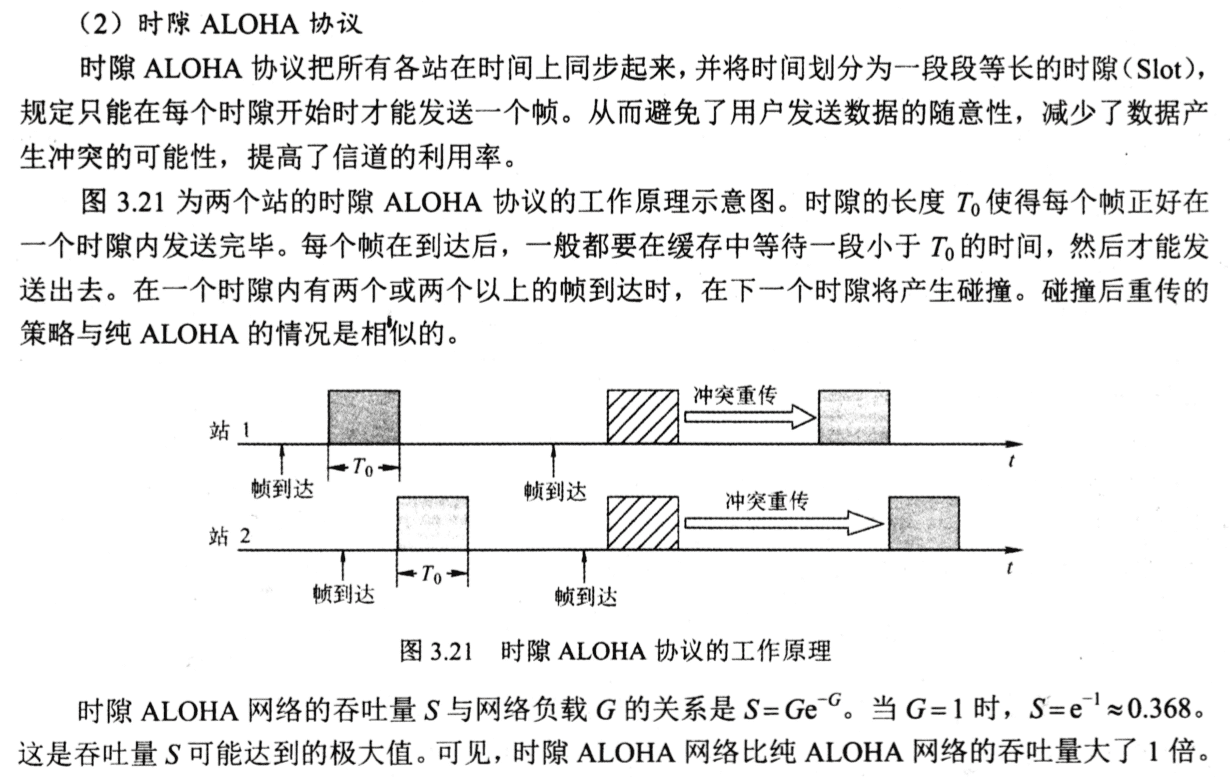 （2）时隙 ALOHA 协议
时隙 ALOHA 协议把所有各站在时间上同步起来，并将时间划分为一段段等长的时隙（Slot），
规定只能在每个时隙开始时才能发送一个帧。从而避免了用户发送数据的随意性，减少了数据产
生冲突的可能性，提高了信道的利用率。
图 3.21 为两个站的时隙 ALOHA 协议的工作原理示意图。时隙的长度 T₀使得每个帧正好在
一个时隙内发送完毕。每个帧在到达后，一般都要在缓存中等待一段小于 T₀的时间，然后才能发
送出去。在一个时隙内有两个或两个以上的帧到达时，在下一个时隙将产生碰撞。碰撞后重传的
策略与纯 ALOHA 的情况是相似的。
冲突重传
站 1
T₀
t
帧到达
帧到达
冲突重传
站 2
T₀
t
帧到达
帧到达
图 3.21 时隙 ALOHA 协议的工作原理
时隙 ALOHA 网络的吞吐量 S 与网络负载 G 的关系是 S=Ge⁻ᴳ。当 G=1 时，S=e⁻¹≈0.368。
这是吞吐量 S 可能达到的极大值。可见，时隙 ALOHA 网络比纯 ALOHA 网络的吞吐量大了 1 倍。